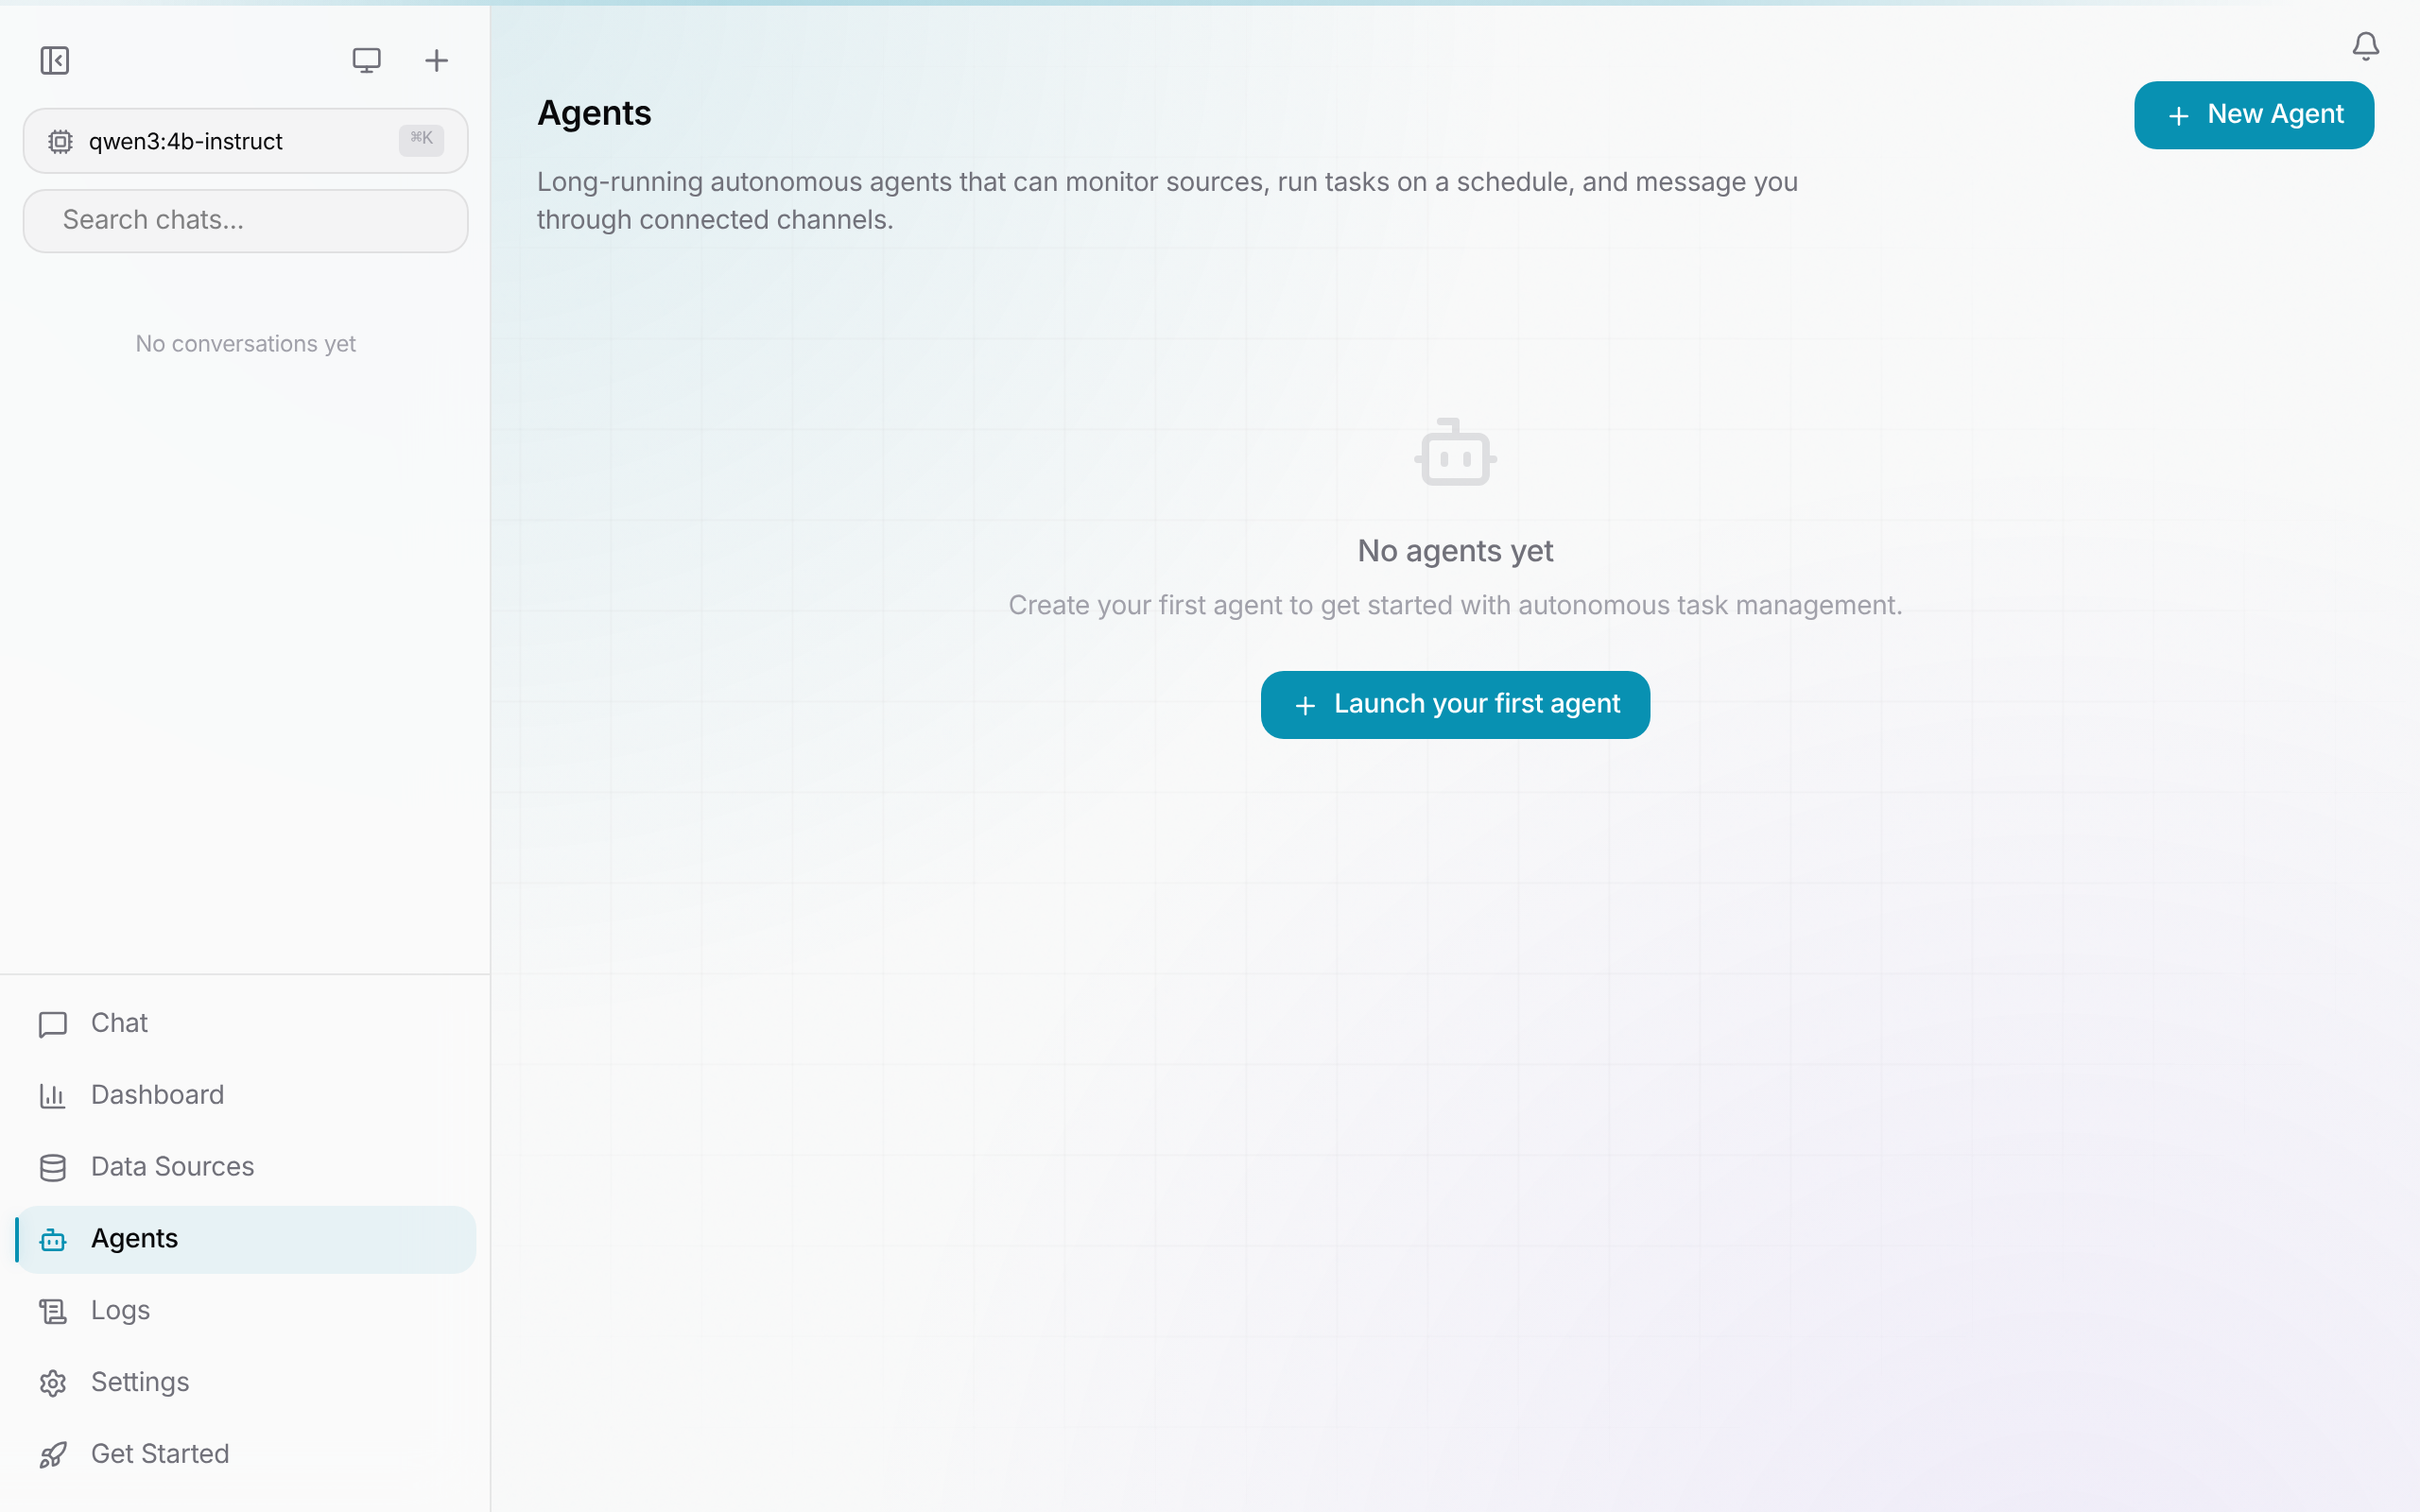 qwen3:4b-instruct
⌘K
Search chats...
No conversations yet
Chat
Dashboard
Data Sources
Agents
Logs
Settings
Get Started
Agents
New Agent
Long-running autonomous agents that can monitor sources, run tasks on a schedule, and message you
through connected channels.
No agents yet
Create your first agent to get started with autonomous task management.
Launch your first agent